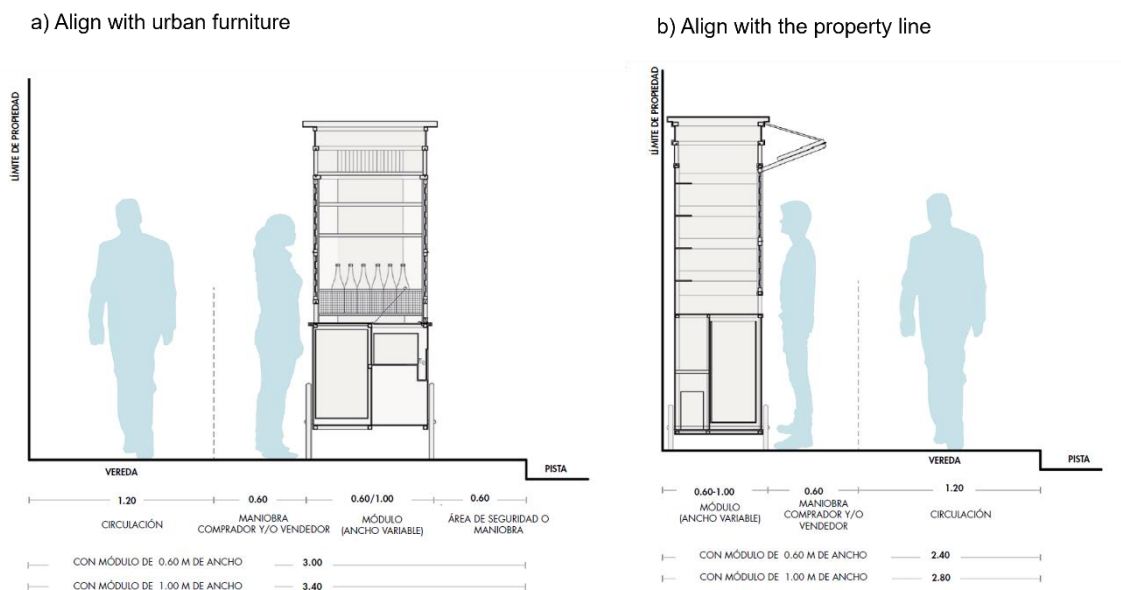 a) Align with urban furniture
LÍMITE DE PROPIEDAD
VEREDA
PISTA
1.20
0.60
0.60/1.00
0.60
CIRCULACIÓN
MANIOBRA
COMPRADOR Y/O VENDEDOR
MÓDULO
(ANCHO VARIABLE)
ÁREA DE SEGURIDAD O
MANIOBRA
CON MÓDULO DE 0.60 M DE ANCHO
3.00
CON MÓDULO DE 1.00 M DE ANCHO
3.40
b) Align with the property line
LÍMITE DE PROPIEDAD
VEREDA
PISTA
0.60-1.00
0.60
1.20
MÓDULO
(ANCHO VARIABLE)
MANIOBRA
COMPRADOR Y/O
VENDEDOR
CIRCULACIÓN
CON MÓDULO DE 0.60 M DE ANCHO
2.40
CON MÓDULO DE 1.00 M DE ANCHO
2.80